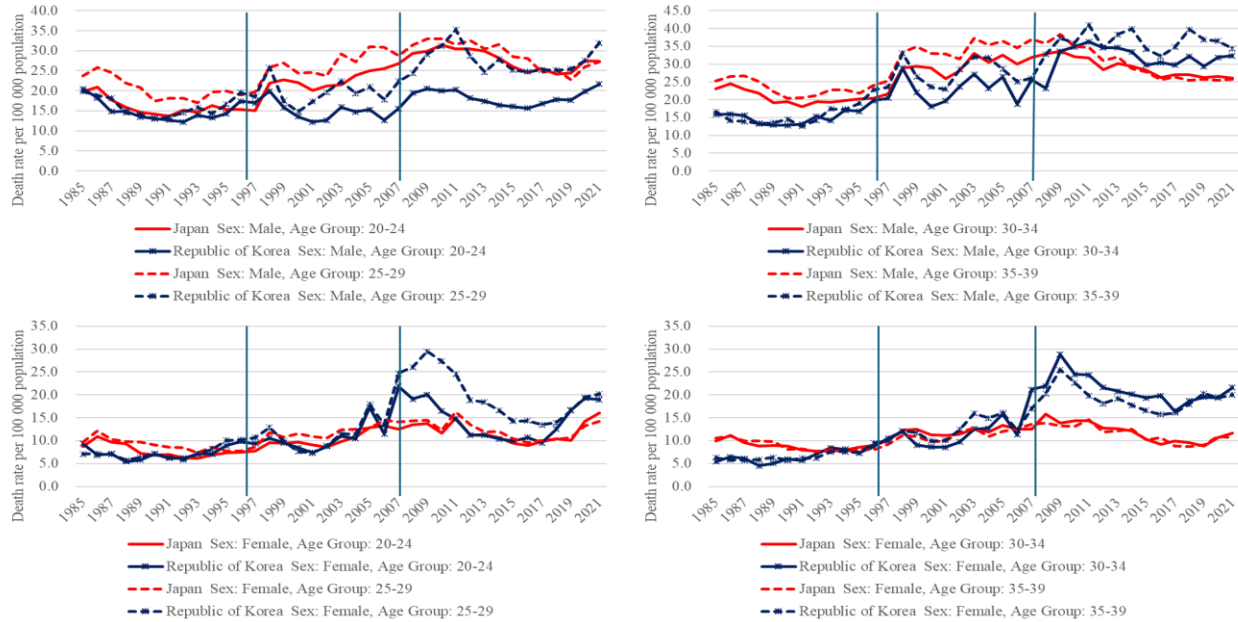 Death rate per 100 000 population
40.0
35.0
30.0
25.0
20.0
15.0
10.0
5.0
0.0
1985 1987 1989 1991 1993 1995 1997 1999 2001 2003 2005 2007 2009 2011 2013 2015 2017 2019 2021
Japan Sex: Male, Age Group: 20-24
Republic of Korea Sex: Male, Age Group: 20-24
Japan Sex: Male, Age Group: 25-29
Republic of Korea Sex: Male, Age Group: 25-29
Death rate per 100 000 population
45.0
40.0
35.0
30.0
25.0
20.0
15.0
10.0
5.0
0.0
1985 1987 1989 1991 1993 1995 1997 1999 2001 2003 2005 2007 2009 2011 2013 2015 2017 2019 2021
Japan Sex: Male, Age Group: 30-34
Republic of Korea Sex: Male, Age Group: 30-34
Japan Sex: Male, Age Group: 35-39
Republic of Korea Sex: Male, Age Group: 35-39
Death rate per 100 000 population
35.0
30.0
25.0
20.0
15.0
10.0
5.0
0.0
1985 1987 1989 1991 1993 1995 1997 1999 2001 2003 2005 2007 2009 2011 2013 2015 2017 2019 2021
Japan Sex: Female, Age Group: 20-24
Republic of Korea Sex: Female, Age Group: 20-24
Japan Sex: Female, Age Group: 25-29
Republic of Korea Sex: Female, Age Group: 25-29
Death rate per 100 000 population
35.0
30.0
25.0
20.0
15.0
10.0
5.0
0.0
1985 1987 1989 1991 1993 1995 1997 1999 2001 2003 2005 2007 2009 2011 2013 2015 2017 2019 2021
Japan Sex: Female, Age Group: 30-34
Republic of Korea Sex: Female, Age Group: 30-34
Japan Sex: Female, Age Group: 35-39
Republic of Korea Sex: Female, Age Group: 35-39